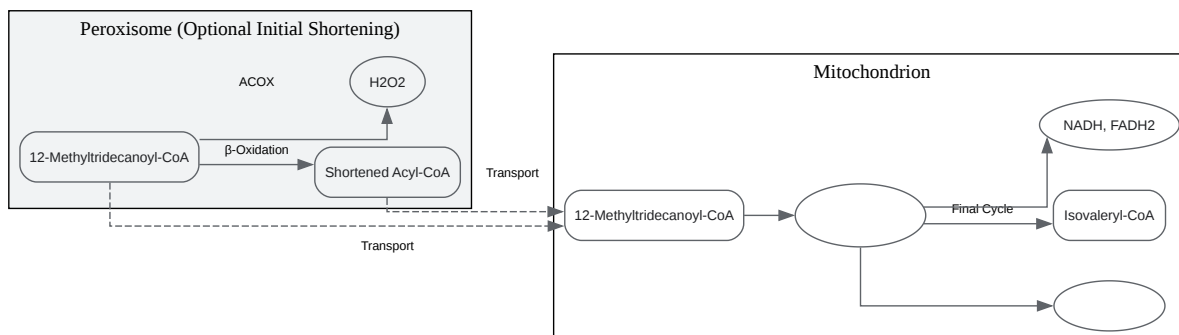 Peroxisome (Optional Initial Shortening)
ACOX
H2O2
12-Methyltridecanoyl-CoA
β-Oxidation
Shortened Acyl-CoA
Transport
Transport
Mitochondrion
12-Methyltridecanoyl-CoA
NADH, FADH2
Final Cycle
Isovaleryl-CoA